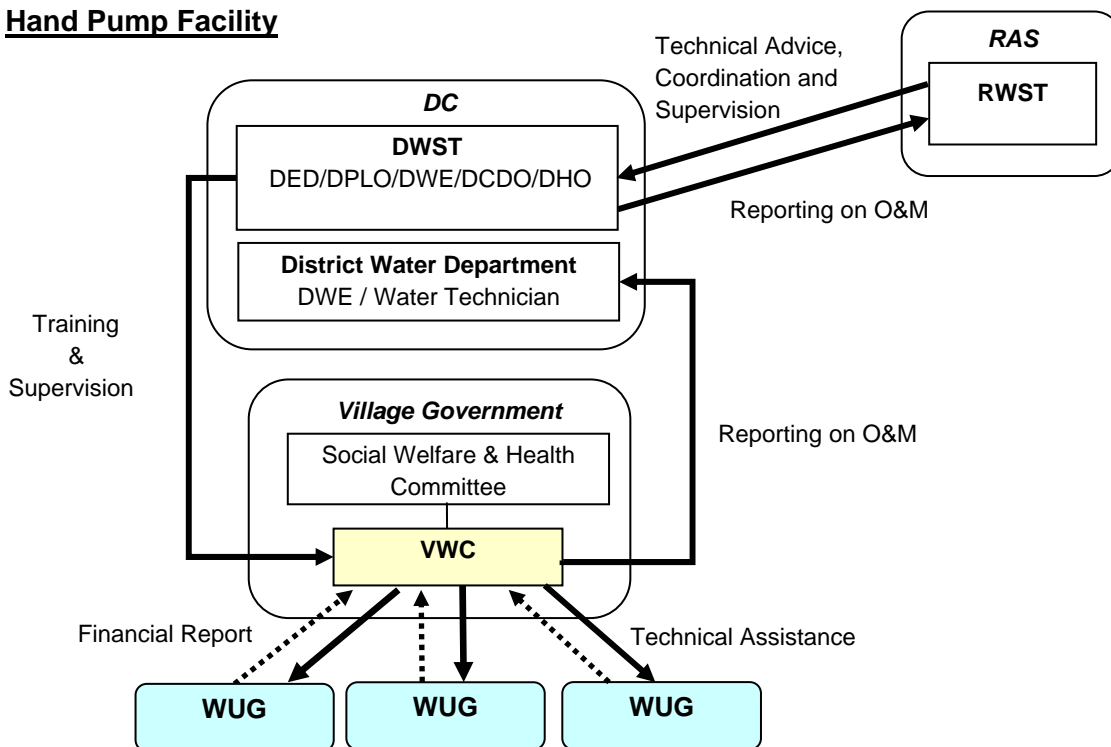 Hand Pump Facility
Technical Advice,
Coordination and
Supervision
RAS
RWST
DC
DWST
DED/DPLO/DWE/DCDO/DHO
Reporting on O&M
District Water Department
DWE / Water Technician
Training
&
Supervision
Village Government
Social Welfare & Health
Committee
Reporting on O&M
VWC
Financial Report
Technical Assistance
WUG
WUG
WUG